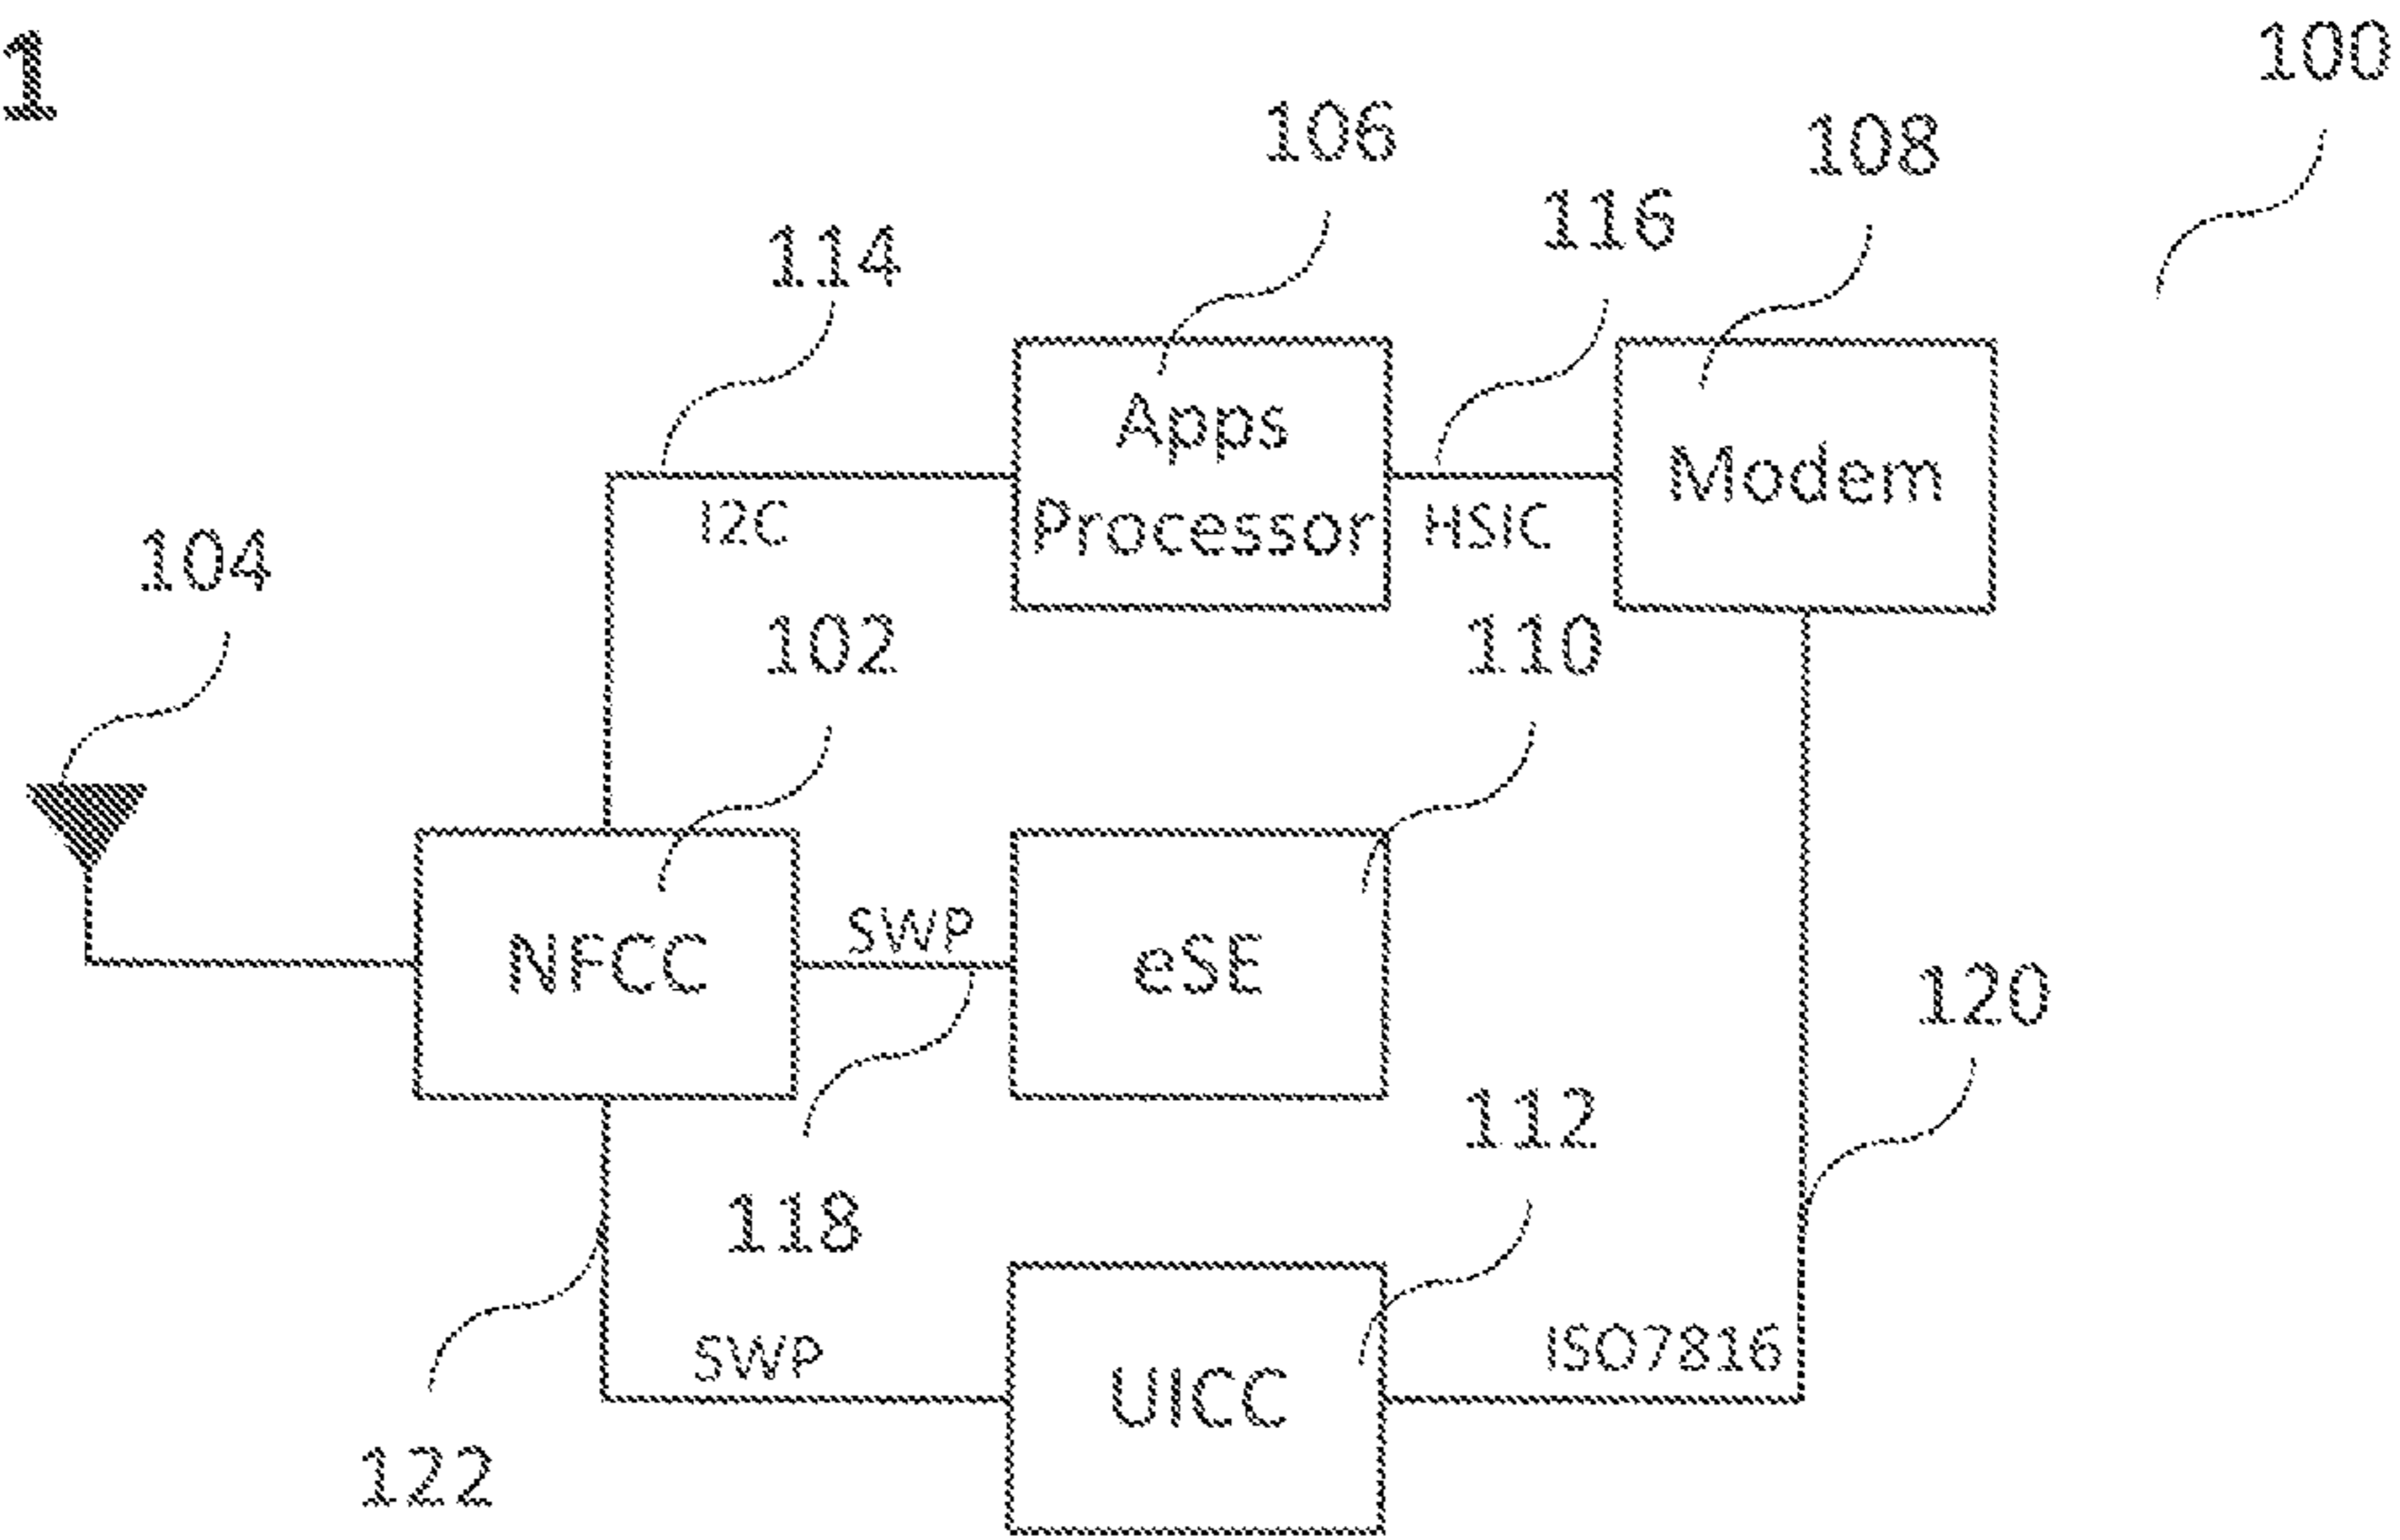 1
100
106
108
116
114
Apps
Processor
Modem
I2C
HSIC
104
102
110
SWP
NFCC
eSE
120
112
118
SWP
ISO7816
UICC
122